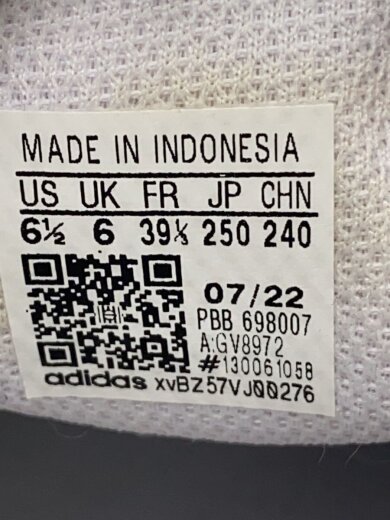 MADE IN INDONESIA
US UK FR JP CHN
6½ 6 39⅓ 250 240
07/22
PBB 698007
A:GV8972
#130061058
adidas XVBZ57VJ00276